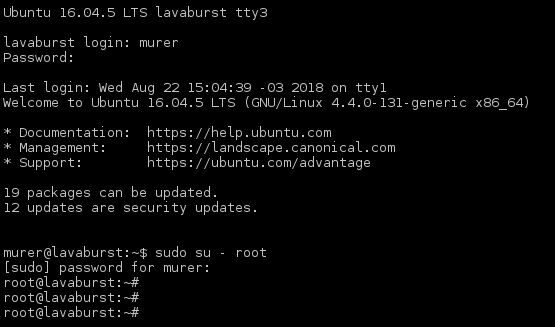 Ubuntu 16.04.5 LTS lavaburst tty3
lavaburst login: murer
Password:
Last login: Wed Aug 22 15:04:39 -03 2018 on tty1
Welcome to Ubuntu 16.04.5 LTS (GNU/Linux 4.4.0-131-generic x86_64)
* Documentation:  https://help.ubuntu.com
* Management:     https://landscape.canonical.com
* Support:        https://ubuntu.com/advantage
19 packages can be updated.
12 updates are security updates.
murer@lavaburst:~$ sudo su - root
[sudo] password for murer:
root@lavaburst:~#
root@lavaburst:~#
root@lavaburst:~#